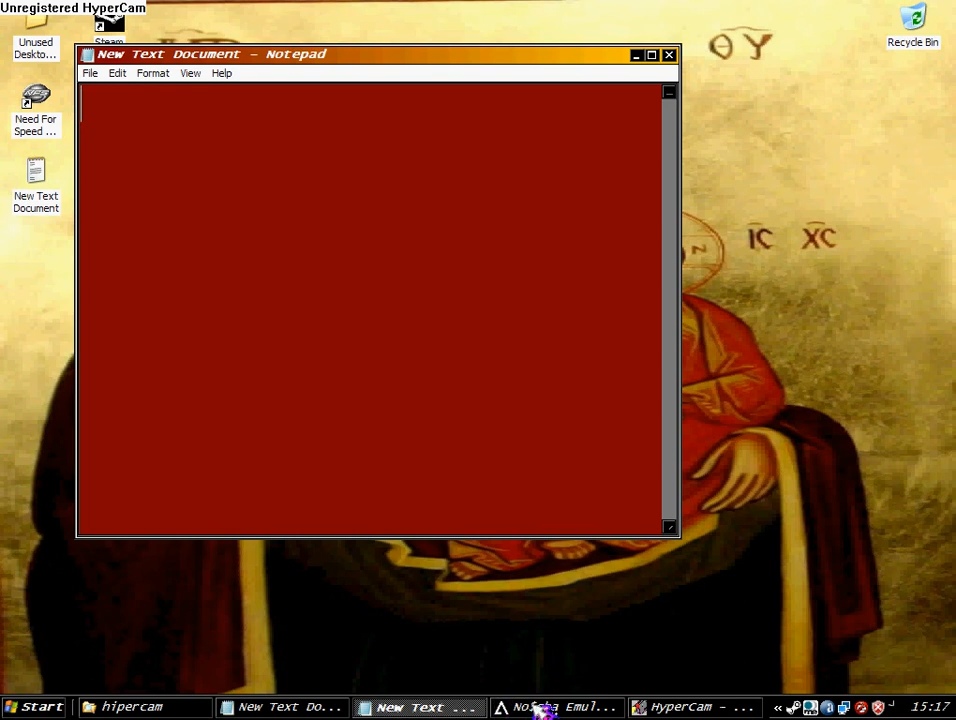 Unregistered HyperCam
Unused
Deskto...
Steam
New Text Document - Notepad
File Edit Format View Help
ΘΥ
Recycle Bin
Need For
Speed ...
New Text
Document
IC XC
Start
hipercam
New Text Do...
New Text ...
HyperCam - ...
15:17